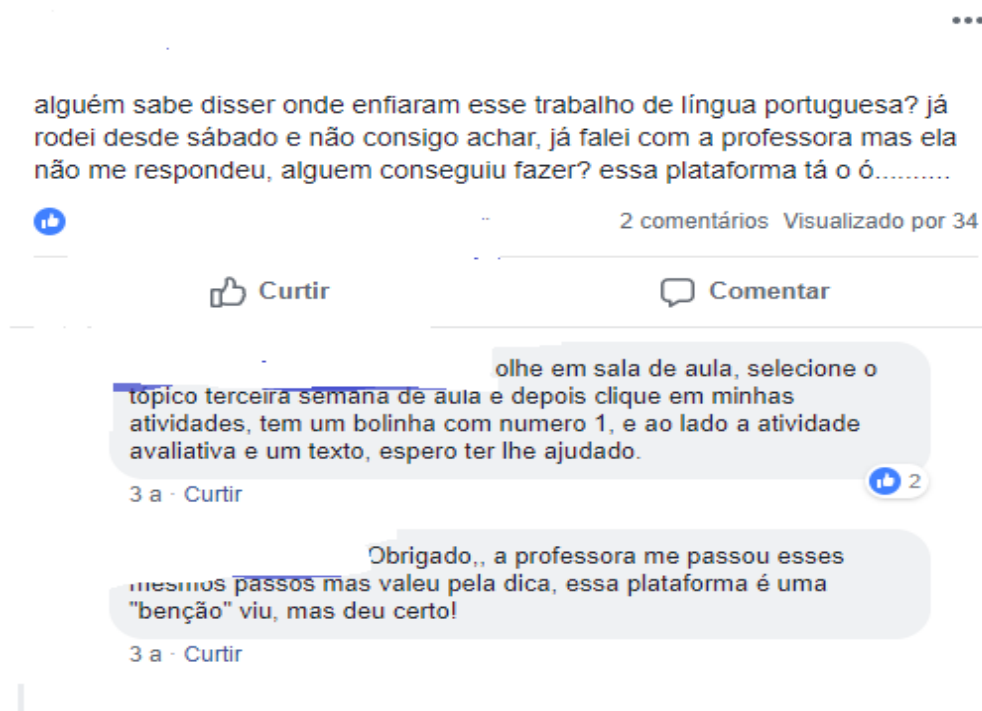 alguém sabe disser onde enfiaram esse trabalho de língua portuguesa? já
rodei desde sábado e não consigo achar, já falei com a professora mas ela
não me respondeu, alguem conseguiu fazer? essa plataforma tá o ó..........
2 comentários Visualizado por 34
Curtir Comentar
olhe em sala de aula, selecione o
tópico terceira semana de aula e depois clique em minhas
atividades, tem um bolinha com numero 1, e ao lado a atividade
avaliativa e um texto, espero ter lhe ajudado.
2
3 a · Curtir
Obrigado,, a professora me passou esses
mesmos passos mas valeu pela dica, essa plataforma é uma
"benção" viu, mas deu certo!
3 a · Curtir